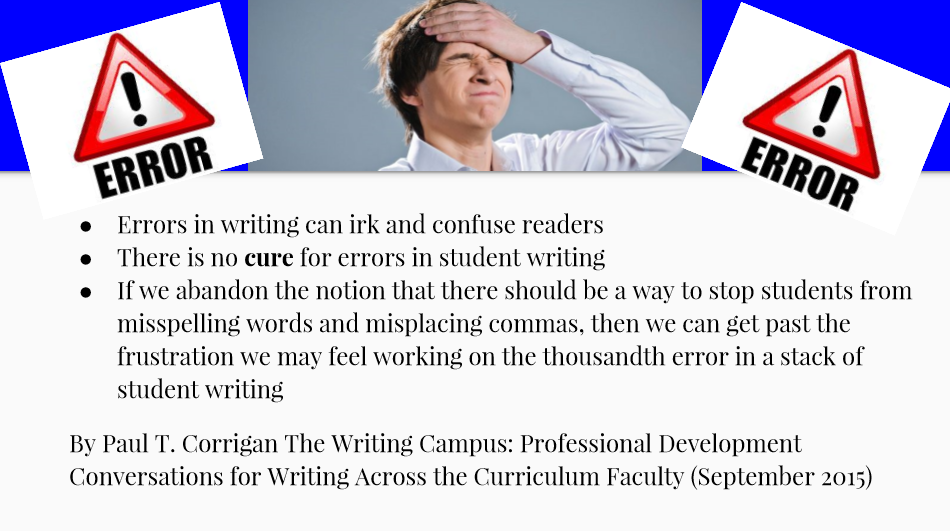 ERROR
ERROR
● Errors in writing can irk and confuse readers
● There is no cure for errors in student writing
● If we abandon the notion that there should be a way to stop students from
misspelling words and misplacing commas, then we can get past the
frustration we may feel working on the thousandth error in a stack of
student writing
By Paul T. Corrigan The Writing Campus: Professional Development
Conversations for Writing Across the Curriculum Faculty (September 2015)